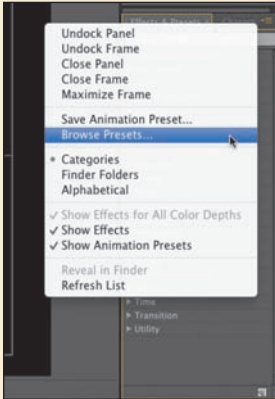 Effects & Presets
Undock Panel
Undock Frame
Close Panel
Close Frame
Maximize Frame
Save Animation Preset...
Browse Presets...
Categories
Finder Folders
Alphabetical
Show Effects for All Color Depths
Show Effects
Show Animation Presets
Reveal in Finder
Refresh List
Time
Transition
Utility